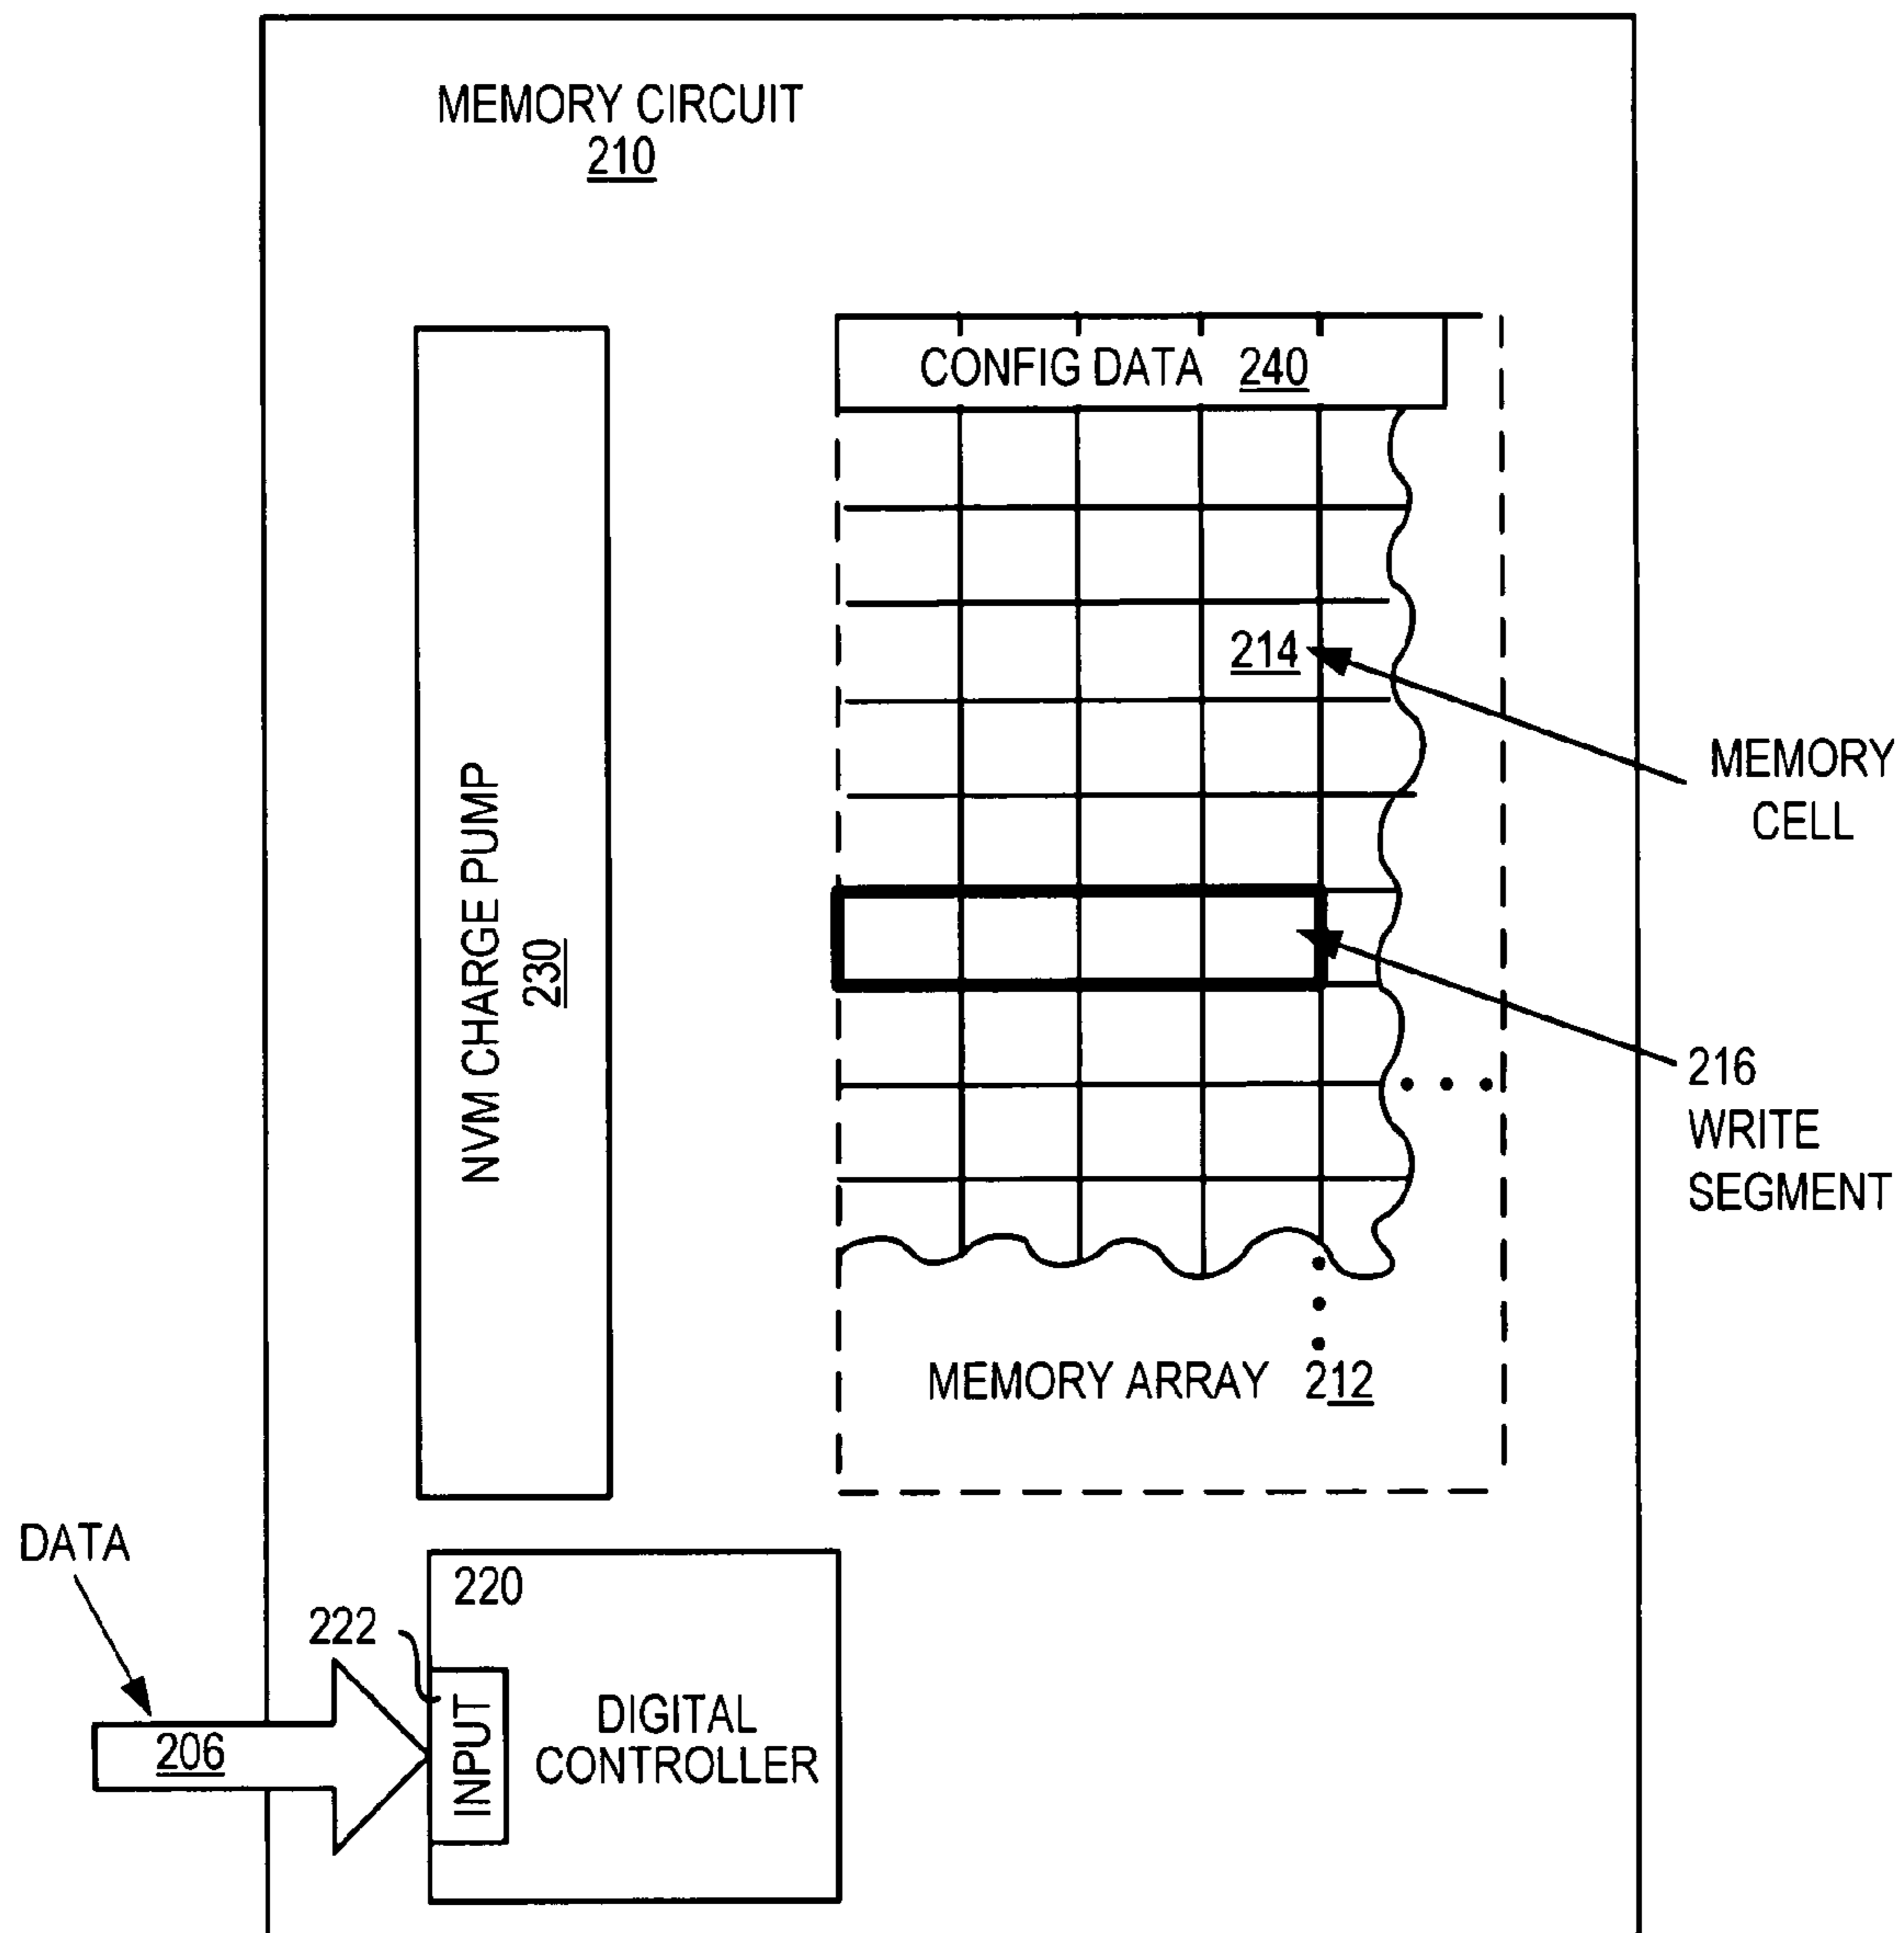 MEMORY CIRCUIT
210
CONFIG DATA 240
214
MEMORY
CELL
NVM CHARGE PUMP
230
216
WRITE
SEGMENT
MEMORY ARRAY 212
DATA
206
222
220
INPUT
DIGITAL
CONTROLLER